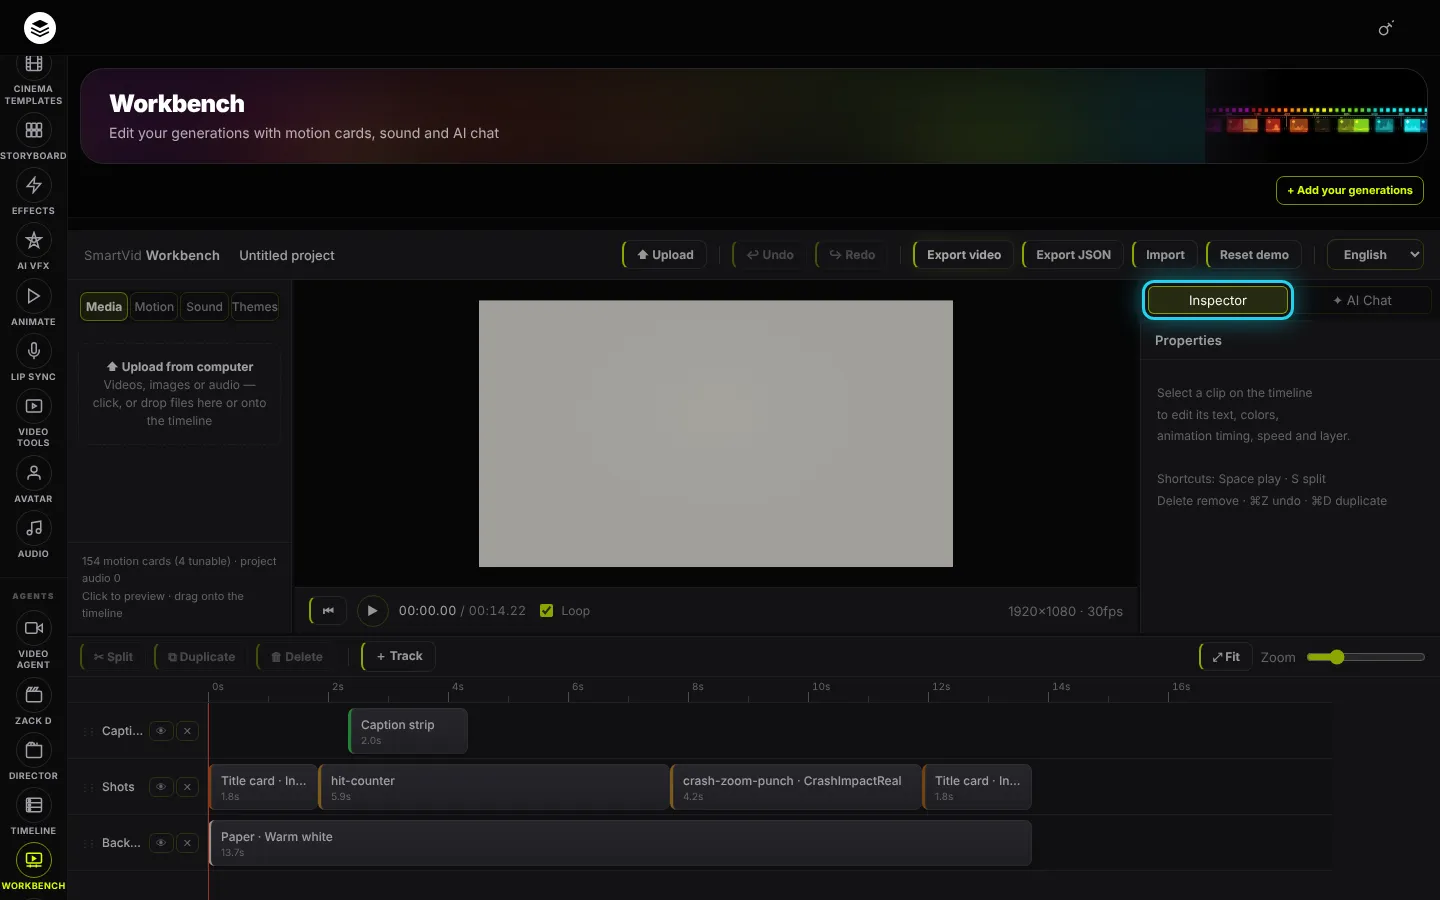 CINEMA
TEMPLATES
STORYBOARD
EFFECTS
AI VFX
ANIMATE
LIP SYNC
VIDEO
TOOLS
AVATAR
AUDIO
AGENTS
VIDEO
AGENT
ZACK D
DIRECTOR
TIMELINE
WORKBENCH
Workbench
Edit your generations with motion cards, sound and AI chat
+ Add your generations
SmartVid Workbench Untitled project
Upload
Undo
Redo
Export video
Export JSON
Import
Reset demo
English
Media
Motion
Sound
Themes
Upload from computer
Videos, images or audio —
click, or drop files here or onto
the timeline
154 motion cards (4 tunable) · project
audio 0
Click to preview · drag onto the
timeline
00:00.00 / 00:14.22
Loop
1920×1080 · 30fps
Inspector
✦ AI Chat
Properties
Select a clip on the timeline
to edit its text, colors,
animation timing, speed and layer.
Shortcuts: Space play · S split
Delete remove · ⌘Z undo · ⌘D duplicate
Split
Duplicate
Delete
+ Track
Fit
Zoom
0s 2s 4s 6s 8s 10s 12s 14s 16s
Capti...
Caption strip
2.0s
Shots
Title card · In...
1.8s
hit-counter
5.9s
crash-zoom-punch · CrashImpactReal
4.2s
Title card · In...
1.8s
Back...
Paper · Warm white
13.7s